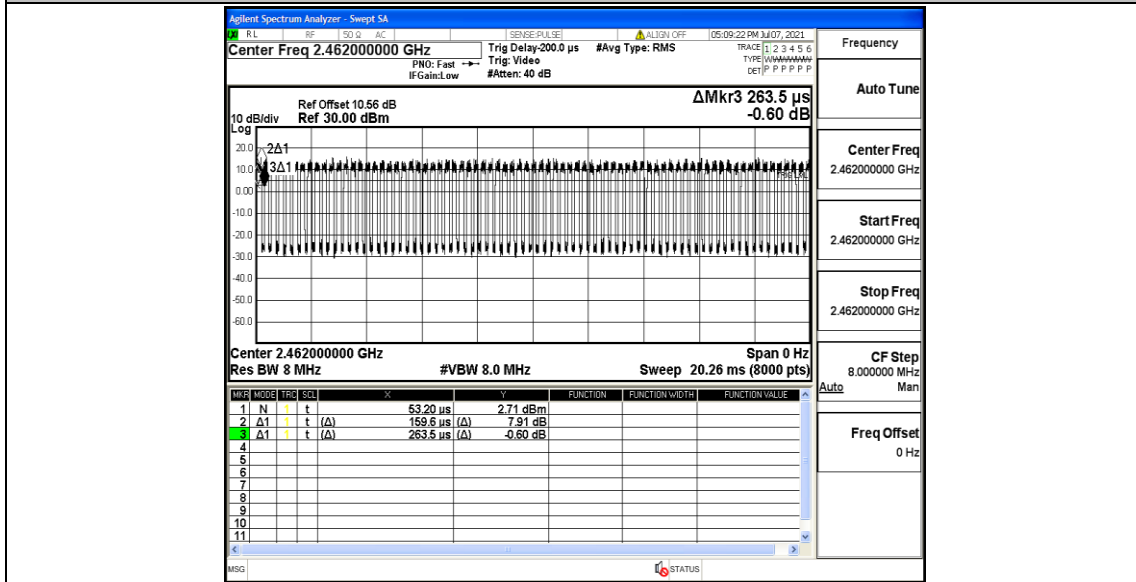 Agilent Spectrum Analyzer - Swept SA
RL RF 50 Ω AC SENSE:PULSE ALIGN OFF 05:09:22 PM Jul 07, 2021
Center Freq 2.462000000 GHz
PNO: Fast
IFGain:Low
Trig Delay-200.0 µs
Trig: Video
#Atten: 40 dB
#Avg Type: RMS
TRACE 1 2 3 4 5 6
TYPE
DET P P P P P P
Ref Offset 10.56 dB
Ref 30.00 dBm
ΔMkr3 263.5 µs
-0.60 dB
10 dB/div
Log
20.0
10.0
0.00
-10.0
-20.0
-30.0
-40.0
-50.0
-60.0
2Δ1
3Δ1
TRIG LVL
Center 2.462000000 GHz Span 0 Hz
Res BW 8 MHz #VBW 8.0 MHz Sweep 20.26 ms (8000 pts)
MKR MODE TRC SCL X Y FUNCTION FUNCTION WIDTH FUNCTION VALUE
1 N 1 t 53.20 µs 2.71 dBm
2 Δ1 1 t (Δ) 159.6 µs (Δ) 7.91 dB
3 Δ1 1 t (Δ) 263.5 µs (Δ) -0.60 dB
4
5
6
7
8
9
10
11
MSG STATUS
Frequency
Auto Tune
Center Freq
2.462000000 GHz
Start Freq
2.462000000 GHz
Stop Freq
2.462000000 GHz
CF Step
8.000000 MHz
Auto Man
Freq Offset
0 Hz